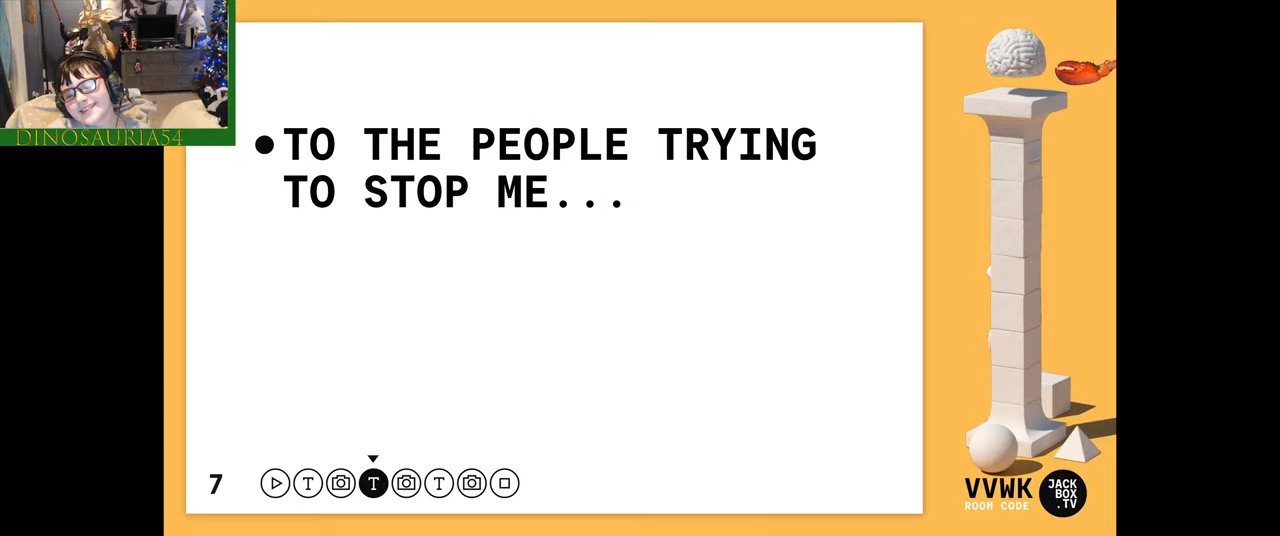 DINOSAURIA54
• TO THE PEOPLE TRYING
TO STOP ME...
7
T
T
T
VVWK
ROOM CODE
JACK
BOX
.TV